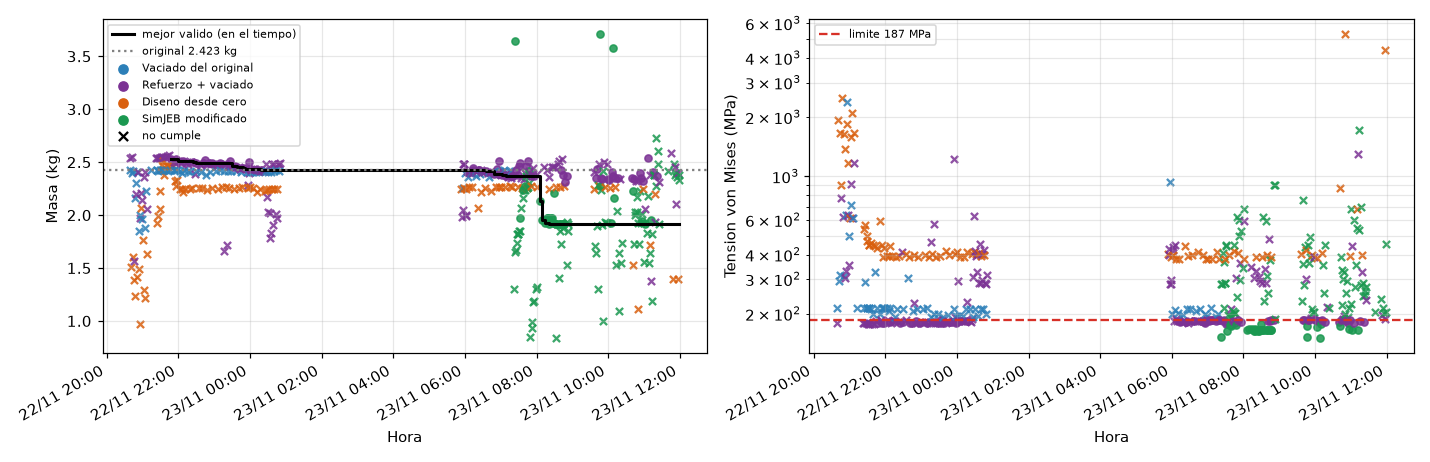 Masa (kg)
3.5
3.0
2.5
2.0
1.5
1.0
mejor valido (en el tiempo)
original 2.423 kg
Vaciado del original
Refuerzo + vaciado
Diseno desde cero
SimJEB modificado
no cumple
22/11 20:00
22/11 22:00
23/11 00:00
23/11 02:00
23/11 04:00
23/11 06:00
23/11 08:00
23/11 10:00
23/11 12:00
Hora
Tension von Mises (MPa)
6 × 10³
3 × 10³
2 × 10³
10³
6 × 10²
4 × 10²
3 × 10²
2 × 10²
limite 187 MPa
22/11 20:00
22/11 22:00
23/11 00:00
23/11 02:00
23/11 04:00
23/11 06:00
23/11 08:00
23/11 10:00
23/11 12:00
Hora